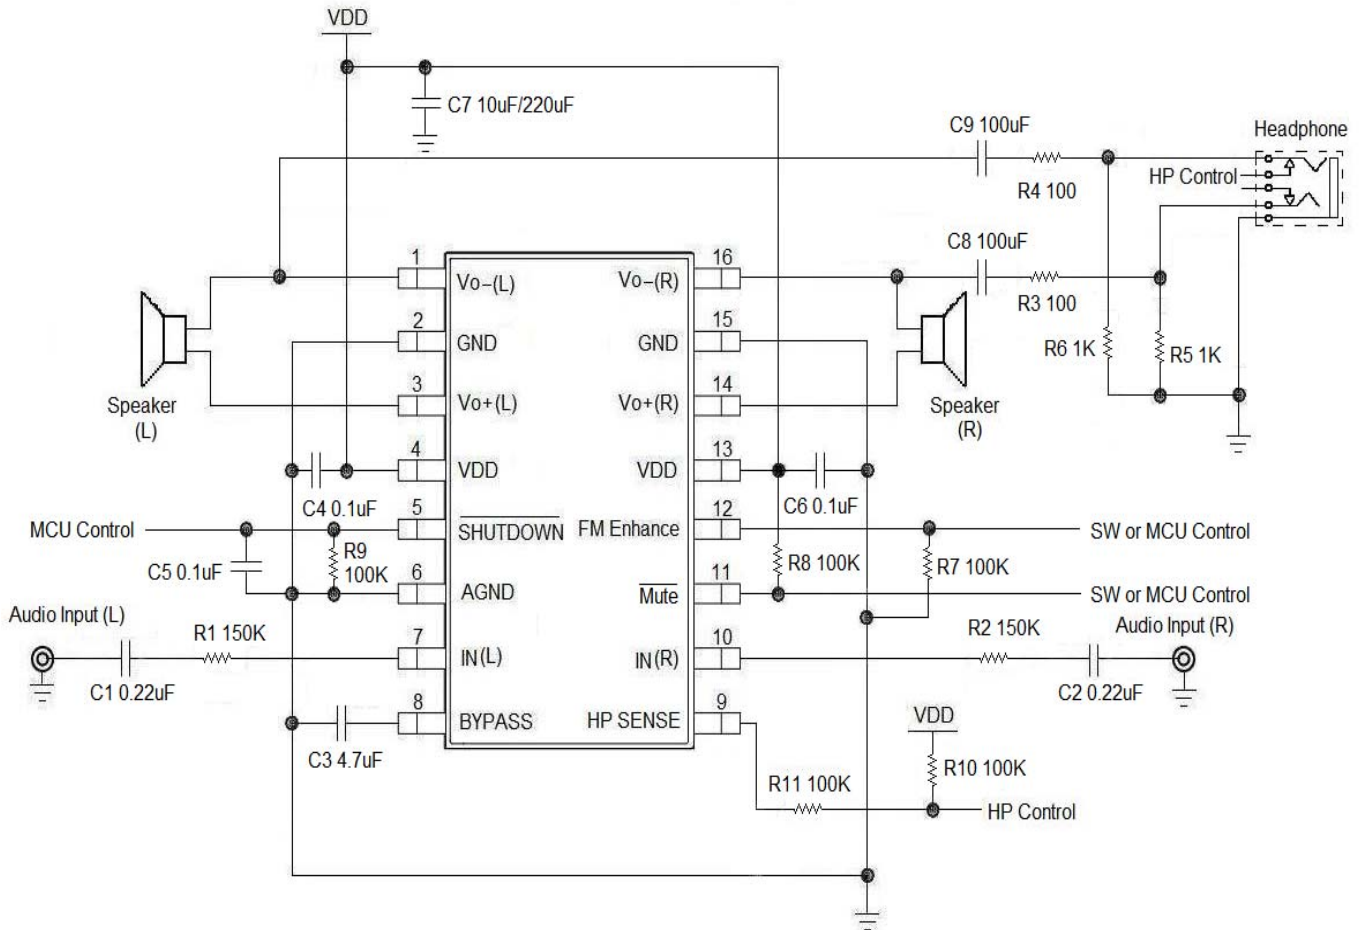 VDD
C7 10uF/220uF
C9 100uF
Headphone
R4 100
HP Control
C8 100uF
R3 100
R6 1K
R5 1K
1
Vo–(L)
16
Vo–(R)
2
GND
15
GND
3
Vo+(L)
14
Vo+(R)
Speaker
(L)
Speaker
(R)
4
VDD
13
VDD
C4 0.1uF
C6 0.1uF
MCU Control
5
SHUTDOWN
12
FM Enhance
SW or MCU Control
C5 0.1uF
R9
100K
R8 100K
R7 100K
6
AGND
11
Mute
SW or MCU Control
Audio Input (L)
R1 150K
7
IN(L)
10
IN(R)
R2 150K
Audio Input (R)
C1 0.22uF
C2 0.22uF
8
BYPASS
9
HP SENSE
C3 4.7uF
VDD
R10 100K
R11 100K
HP Control